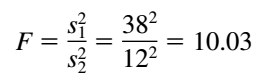 F = s₁²/s₂² = 38²/12² = 10.03